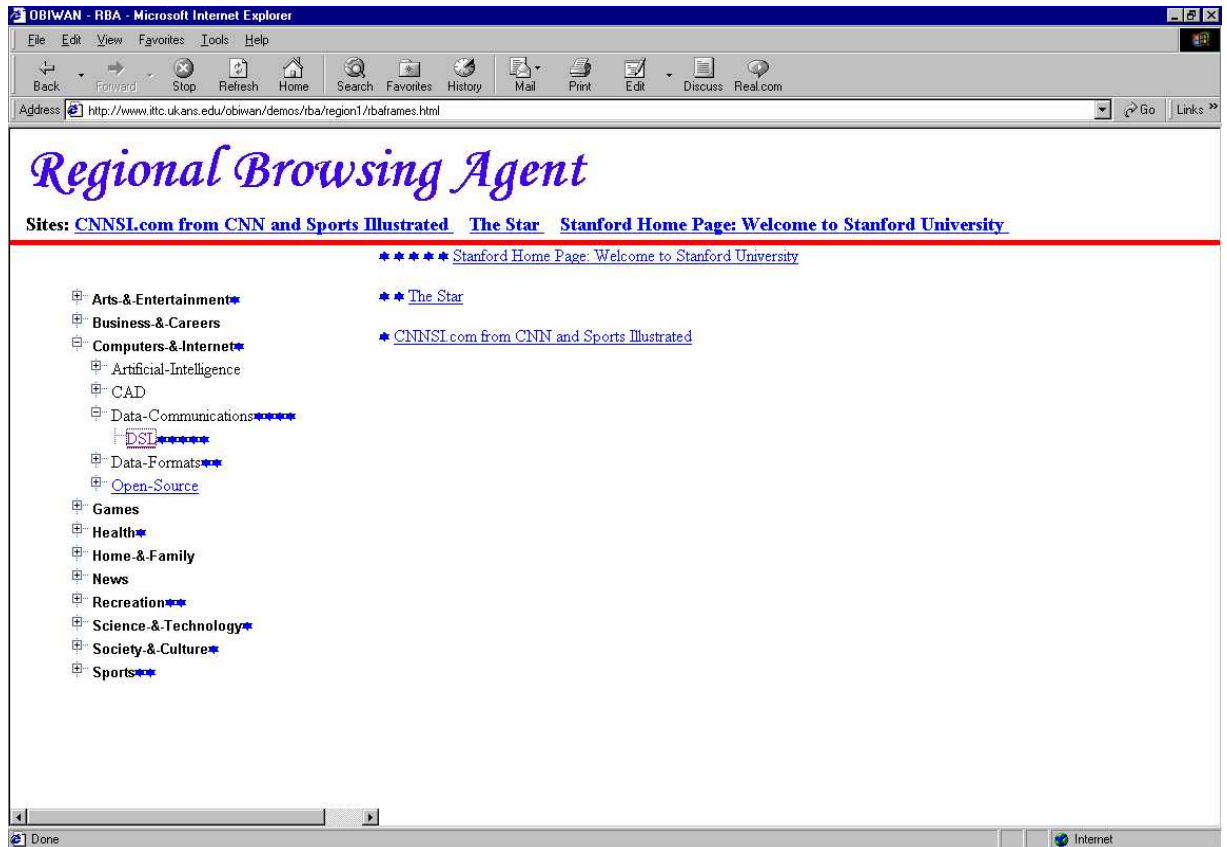 OBIWAN - RBA - Microsoft Internet Explorer
File Edit View Favorites Tools Help
Back Forward Stop Refresh Home Search Favorites History Mail Print Edit Discuss Real.com
Address http://www.ittc.ukans.edu/obiwan/demos/rba/region1/rbaframes.html Go Links »
Regional Browsing Agent
Sites: CNNSI.com from CNN and Sports Illustrated The Star Stanford Home Page: Welcome to Stanford University
Stanford Home Page: Welcome to Stanford University
The Star
CNNSI.com from CNN and Sports Illustrated
Arts-&-Entertainment
Business-&-Careers
Computers-&-Internet
Artificial-Intelligence
CAD
Data-Communications
DSL
Data-Formats
Open-Source
Games
Health
Home-&-Family
News
Recreation
Science-&-Technology
Society-&-Culture
Sports
Done Internet